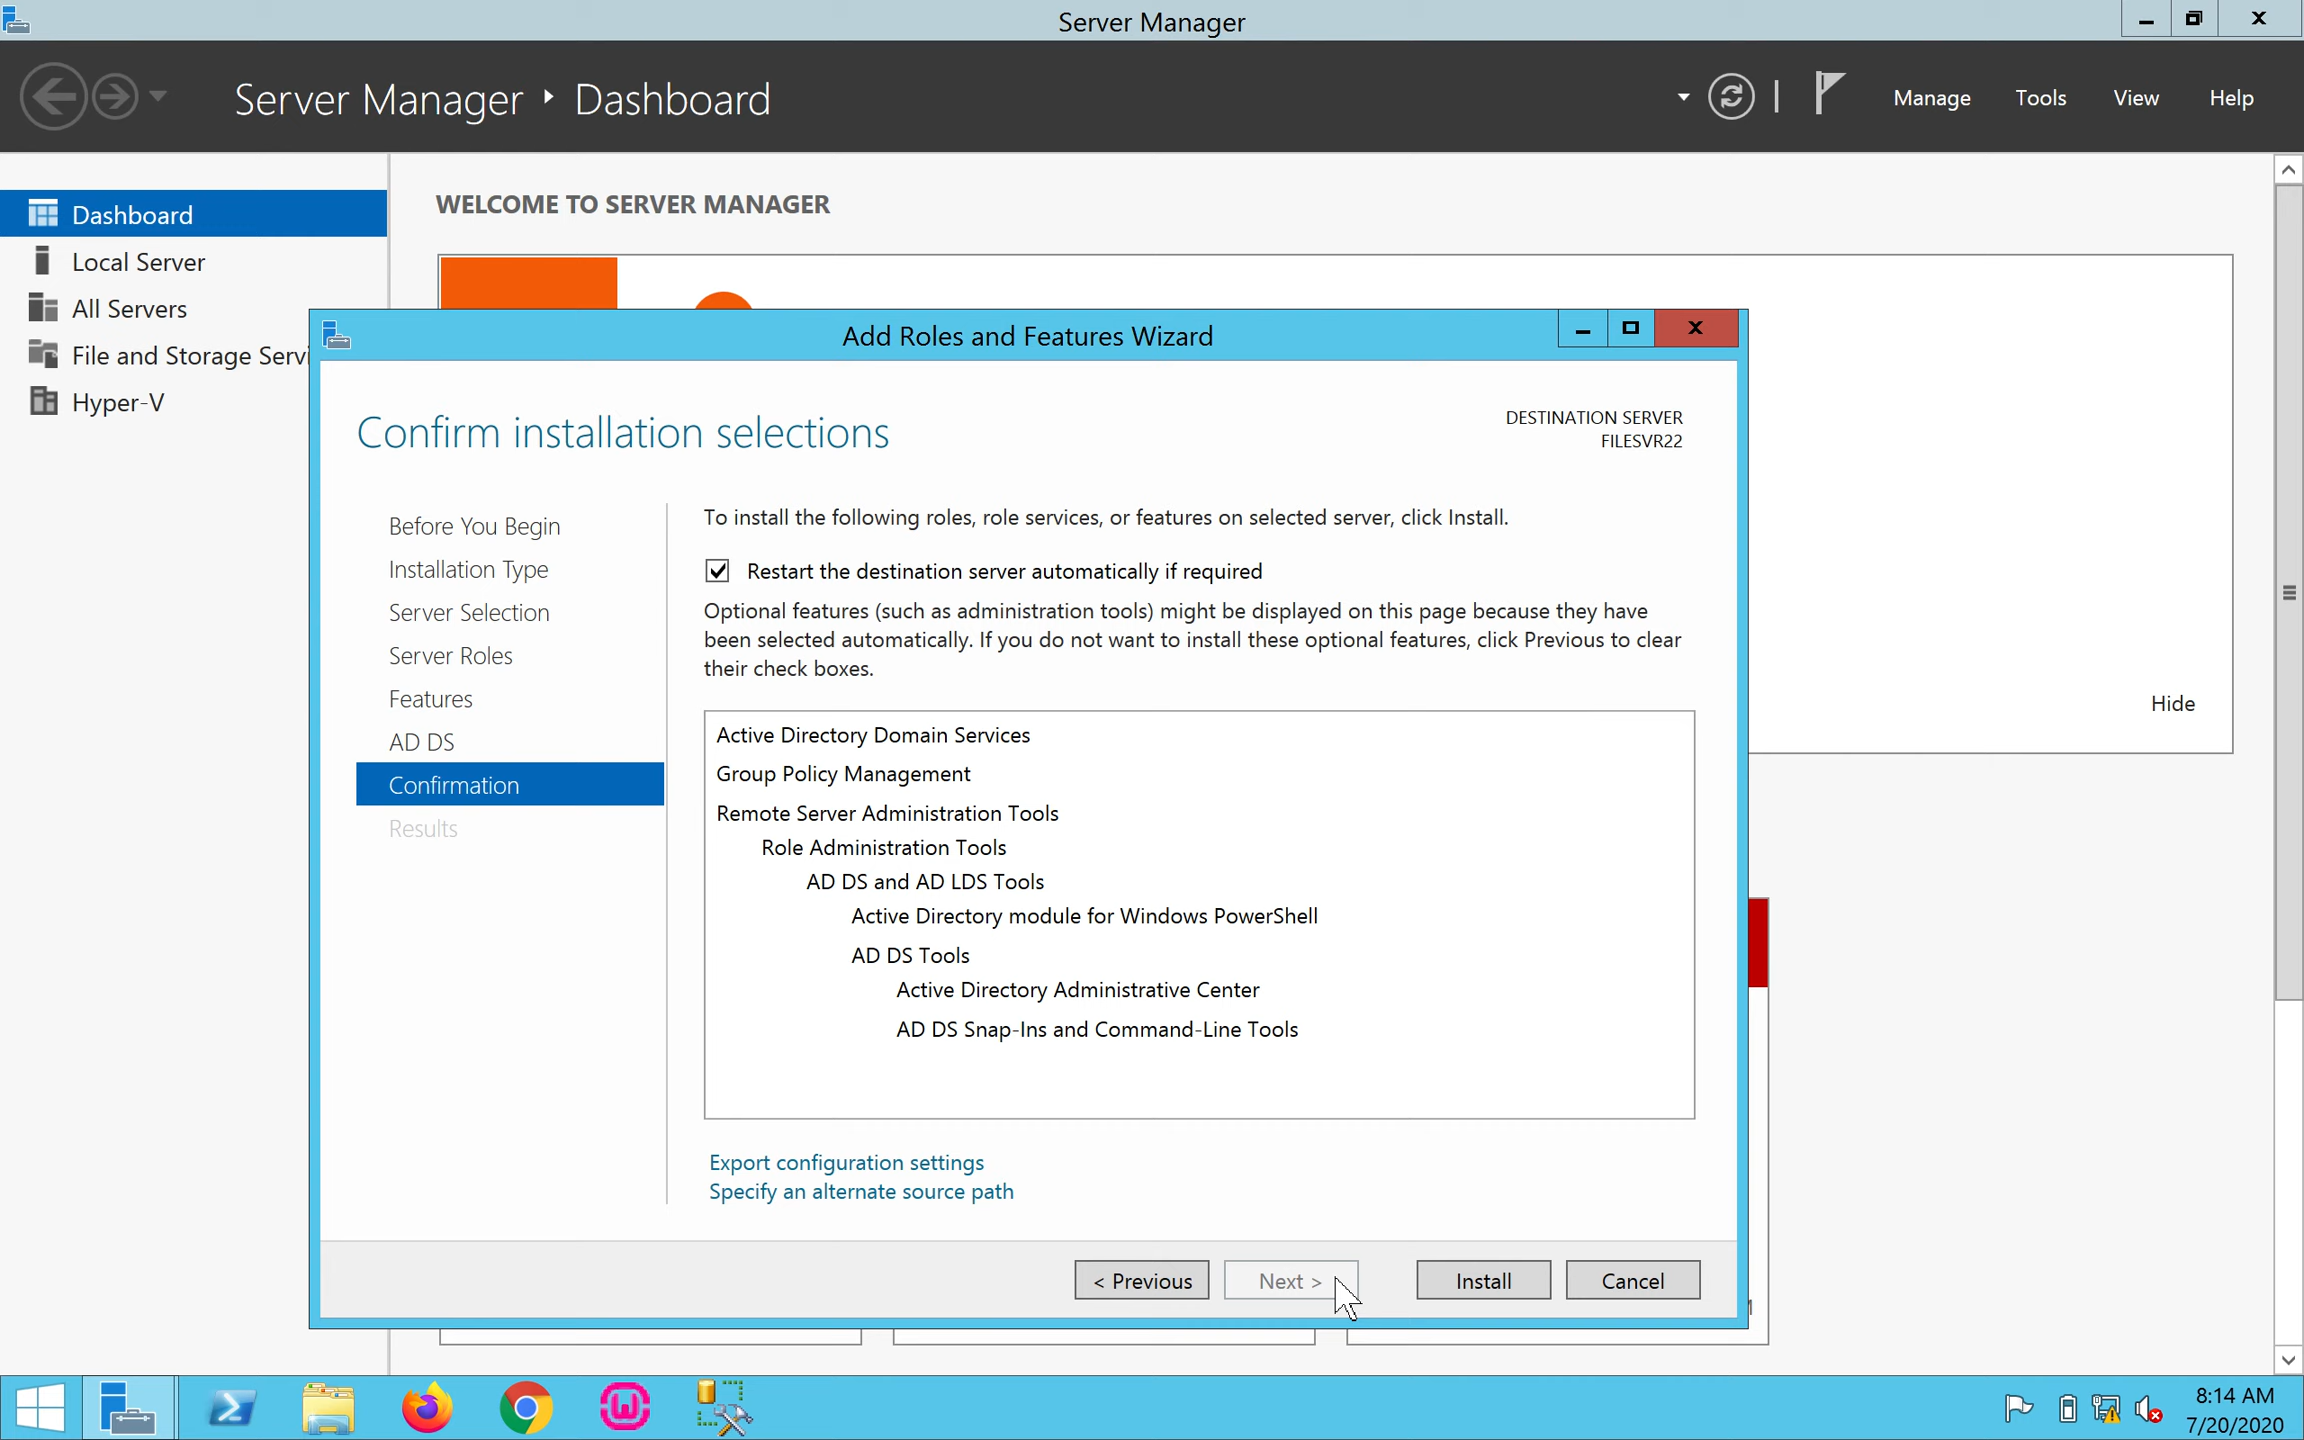 Server Manager
Server Manager Dashboard
Manage Tools View Help
Dashboard
Local Server
All Servers
File and Storage Servi
Hyper-V
WELCOME TO SERVER MANAGER
Hide
Add Roles and Features Wizard
Confirm installation selections
DESTINATION SERVER
FILESVR22
Before You Begin
Installation Type
Server Selection
Server Roles
Features
AD DS
Confirmation
Results
To install the following roles, role services, or features on selected server, click Install.
Restart the destination server automatically if required
Optional features (such as administration tools) might be displayed on this page because they have
been selected automatically. If you do not want to install these optional features, click Previous to clear
their check boxes.
Active Directory Domain Services
Group Policy Management
Remote Server Administration Tools
Role Administration Tools
AD DS and AD LDS Tools
Active Directory module for Windows PowerShell
AD DS Tools
Active Directory Administrative Center
AD DS Snap-Ins and Command-Line Tools
Export configuration settings
Specify an alternate source path
< Previous Next > Install Cancel
8:14 AM
7/20/2020